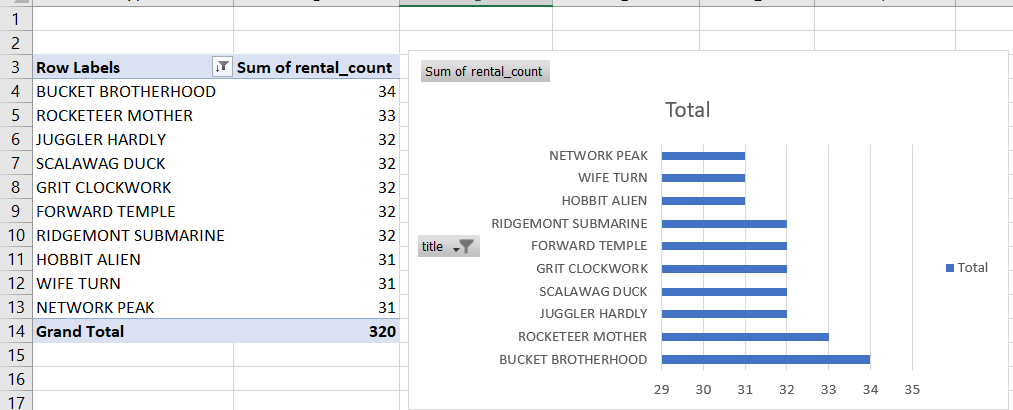 1
2
3 Row Labels Sum of rental_count
4 BUCKET BROTHERHOOD 34
5 ROCKETEER MOTHER 33
6 JUGGLER HARDLY 32
7 SCALAWAG DUCK 32
8 GRIT CLOCKWORK 32
9 FORWARD TEMPLE 32
10 RIDGEMONT SUBMARINE 32
11 HOBBIT ALIEN 31
12 WIFE TURN 31
13 NETWORK PEAK 31
14 Grand Total 320
15
16
17
Sum of rental_count
Total
NETWORK PEAK
WIFE TURN
HOBBIT ALIEN
RIDGEMONT SUBMARINE
FORWARD TEMPLE
GRIT CLOCKWORK
SCALAWAG DUCK
JUGGLER HARDLY
ROCKETEER MOTHER
BUCKET BROTHERHOOD
title
29 30 31 32 33 34 35
Total